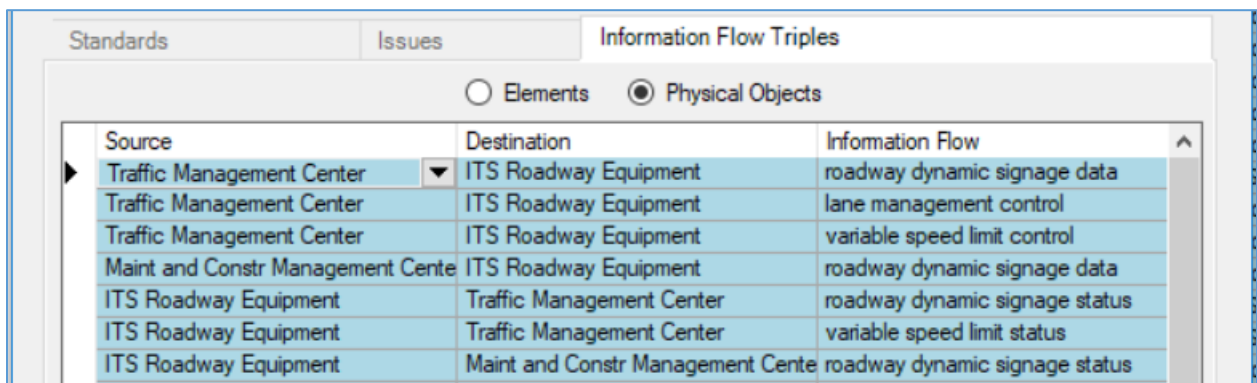 Standards Issues Information Flow Triples
Elements Physical Objects
Source Destination Information Flow
Traffic Management Center ITS Roadway Equipment roadway dynamic signage data
Traffic Management Center ITS Roadway Equipment lane management control
Traffic Management Center ITS Roadway Equipment variable speed limit control
Maint and Constr Management Cente ITS Roadway Equipment roadway dynamic signage data
ITS Roadway Equipment Traffic Management Center roadway dynamic signage status
ITS Roadway Equipment Traffic Management Center variable speed limit status
ITS Roadway Equipment Maint and Constr Management Cente roadway dynamic signage status